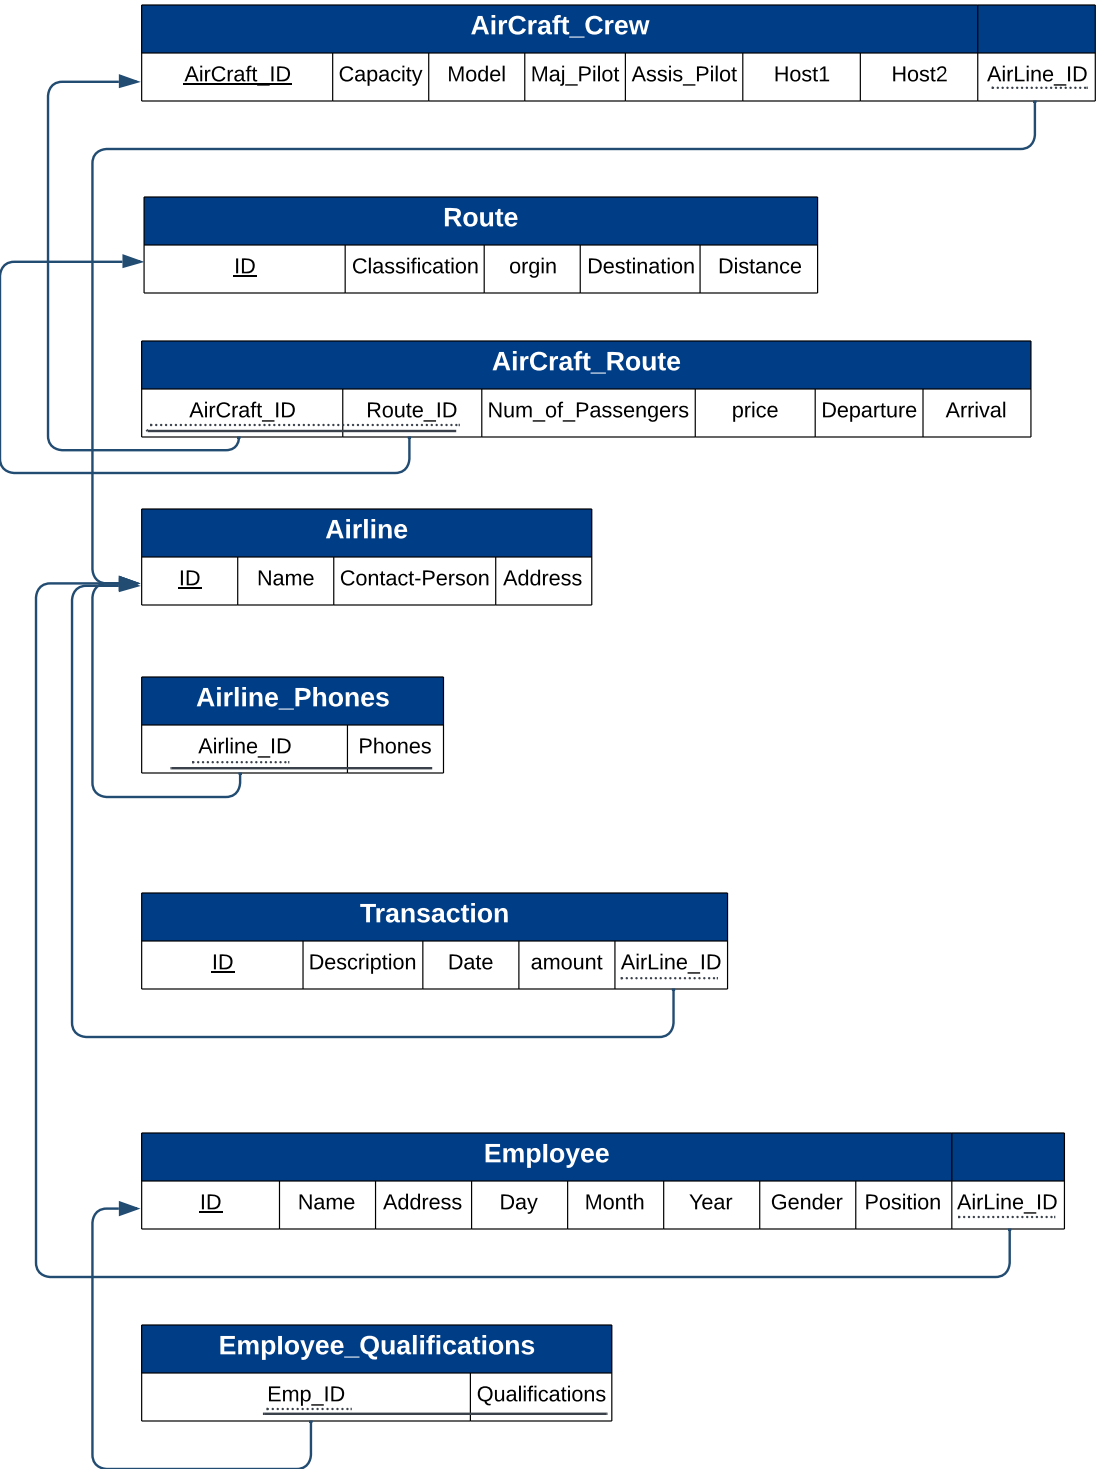 AirCraft_Crew
AirCraft_ID Capacity Model Maj_Pilot Assis_Pilot Host1 Host2 AirLine_ID
Route
ID Classification orgin Destination Distance
AirCraft_Route
AirCraft_ID Route_ID Num_of_Passengers price Departure Arrival
Airline
ID Name Contact-Person Address
Airline_Phones
Airline_ID Phones
Transaction
ID Description Date amount AirLine_ID
Employee
ID Name Address Day Month Year Gender Position AirLine_ID
Employee_Qualifications
Emp_ID Qualifications